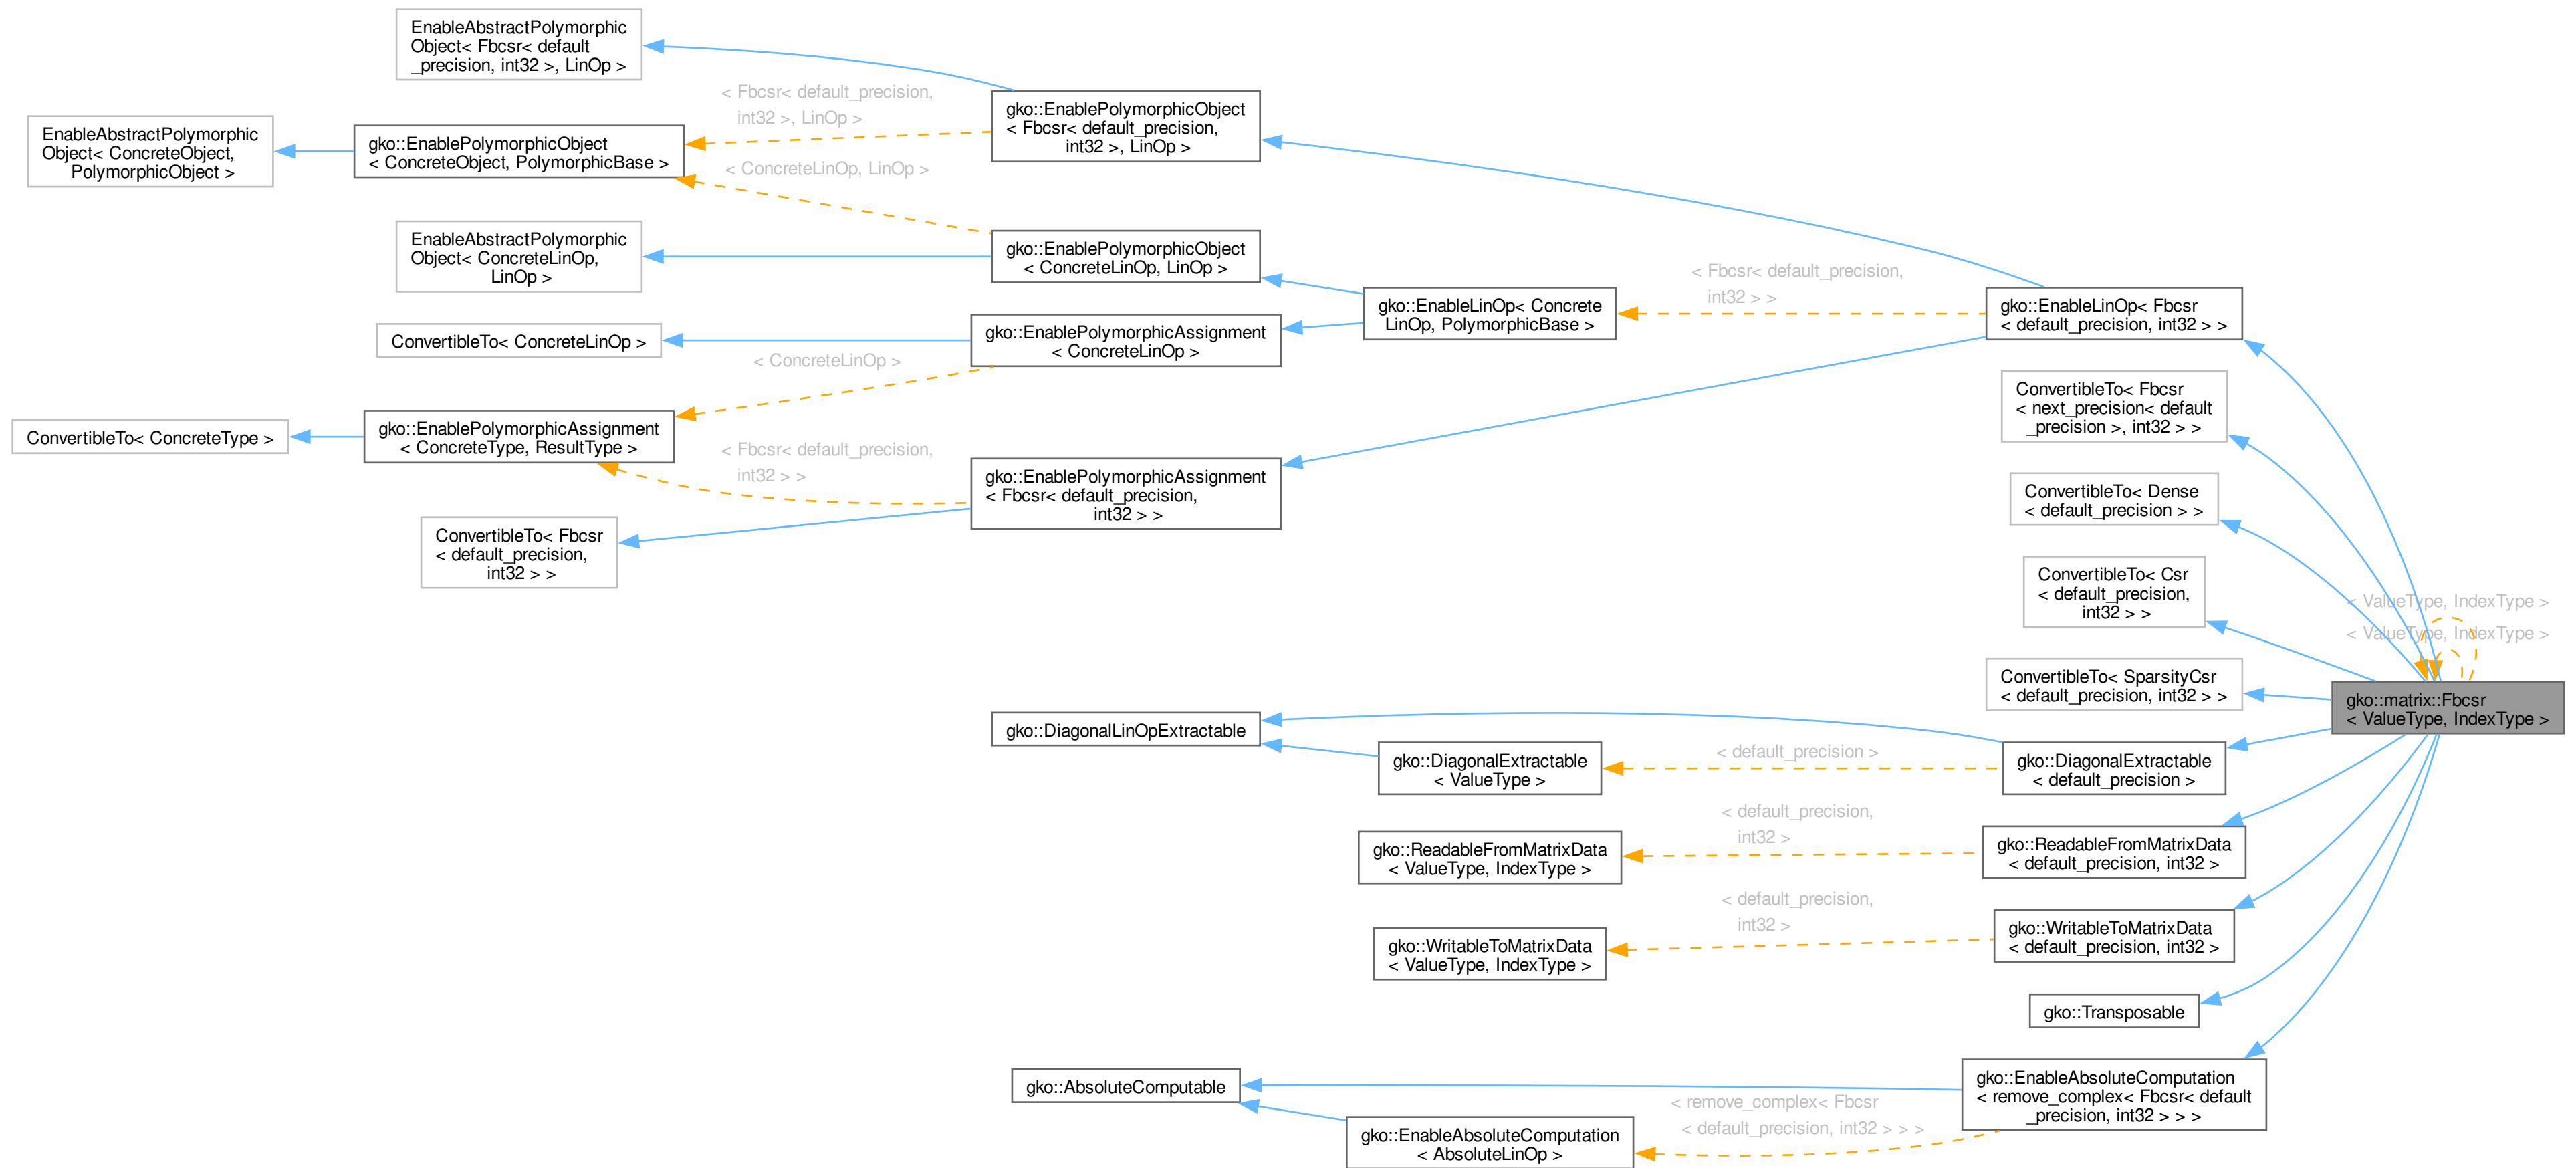 EnableAbstractPolymorphic
Object< Fbcsr< default
_precision, int32 >, LinOp >
< Fbcsr< default_precision,
int32 >, LinOp >
gko::EnablePolymorphicObject
< Fbcsr< default_precision,
int32 >, LinOp >
EnableAbstractPolymorphic
Object< ConcreteObject,
PolymorphicObject >
gko::EnablePolymorphicObject
< ConcreteObject, PolymorphicBase >
< ConcreteLinOp, LinOp >
EnableAbstractPolymorphic
Object< ConcreteLinOp,
LinOp >
gko::EnablePolymorphicObject
< ConcreteLinOp, LinOp >
gko::EnableLinOp< Concrete
LinOp, PolymorphicBase >
< Fbcsr< default_precision,
int32 > >
gko::EnableLinOp< Fbcsr
< default_precision, int32 > >
ConvertibleTo< ConcreteLinOp >
gko::EnablePolymorphicAssignment
< ConcreteLinOp >
< ConcreteLinOp >
ConvertibleTo< Fbcsr
< next_precision< default
_precision >, int32 > >
ConvertibleTo< ConcreteType >
gko::EnablePolymorphicAssignment
< ConcreteType, ResultType >
< Fbcsr< default_precision,
int32 > >
gko::EnablePolymorphicAssignment
< Fbcsr< default_precision,
int32 > >
ConvertibleTo< Dense
< default_precision > >
ConvertibleTo< Fbcsr
< default_precision,
int32 > >
ConvertibleTo< Csr
< default_precision,
int32 > >
< ValueType, IndexType >
< ValueType, IndexType >
ConvertibleTo< SparsityCsr
< default_precision, int32 > >
gko::matrix::Fbcsr
< ValueType, IndexType >
gko::DiagonalLinOpExtractable
gko::DiagonalExtractable
< ValueType >
< default_precision >
gko::DiagonalExtractable
< default_precision >
gko::ReadableFromMatrixData
< ValueType, IndexType >
< default_precision,
int32 >
gko::ReadableFromMatrixData
< default_precision, int32 >
gko::WritableToMatrixData
< ValueType, IndexType >
< default_precision,
int32 >
gko::WritableToMatrixData
< default_precision, int32 >
gko::Transposable
gko::AbsoluteComputable
gko::EnableAbsoluteComputation
< AbsoluteLinOp >
< remove_complex< Fbcsr
< default_precision, int32 > > >
gko::EnableAbsoluteComputation
< remove_complex< Fbcsr< default
_precision, int32 > > >